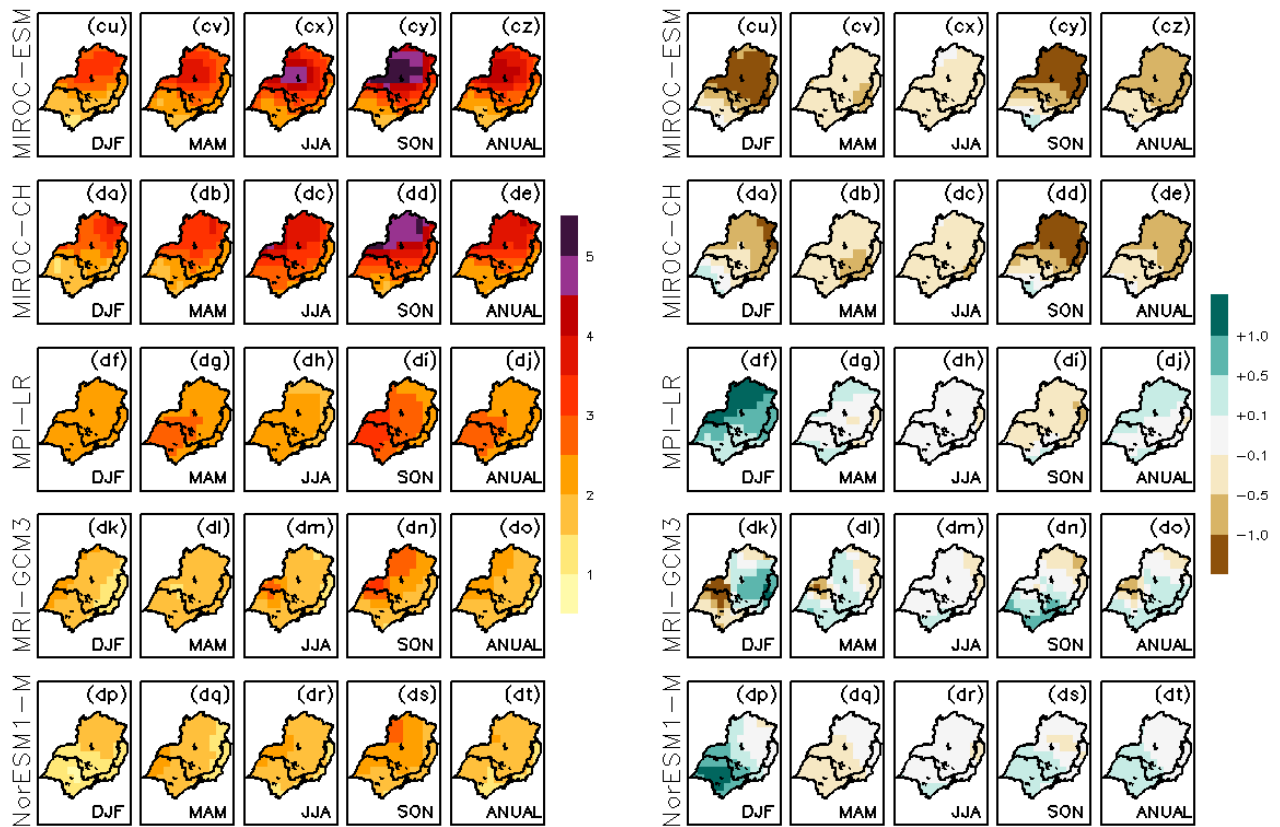 MIROC-ESM (cu) DJF (cv) MAM (cx) JJA (cy) SON (cz) ANUAL
MIROC-ESM (cu) DJF (cv) MAM (cx) JJA (cy) SON (cz) ANUAL
MIROC-CH (da) DJF (db) MAM (dc) JJA (dd) SON (de) ANUAL
MIROC-CH (da) DJF (db) MAM (dc) JJA (dd) SON (de) ANUAL
MPI-LR (df) DJF (dg) MAM (dh) JJA (di) SON (dj) ANUAL
MPI-LR (df) DJF (dg) MAM (dh) JJA (di) SON (dj) ANUAL
MRI-GCM3 (dk) DJF (dl) MAM (dm) JJA (dn) SON (do) ANUAL
MRI-GCM3 (dk) DJF (dl) MAM (dm) JJA (dn) SON (do) ANUAL
NorESM1-M (dp) DJF (dq) MAM (dr) JJA (ds) SON (dt) ANUAL
NorESM1-M (dp) DJF (dq) MAM (dr) JJA (ds) SON (dt) ANUAL
5
4
3
2
1
+1.0
+0.5
+0.1
-0.1
-0.5
-1.0